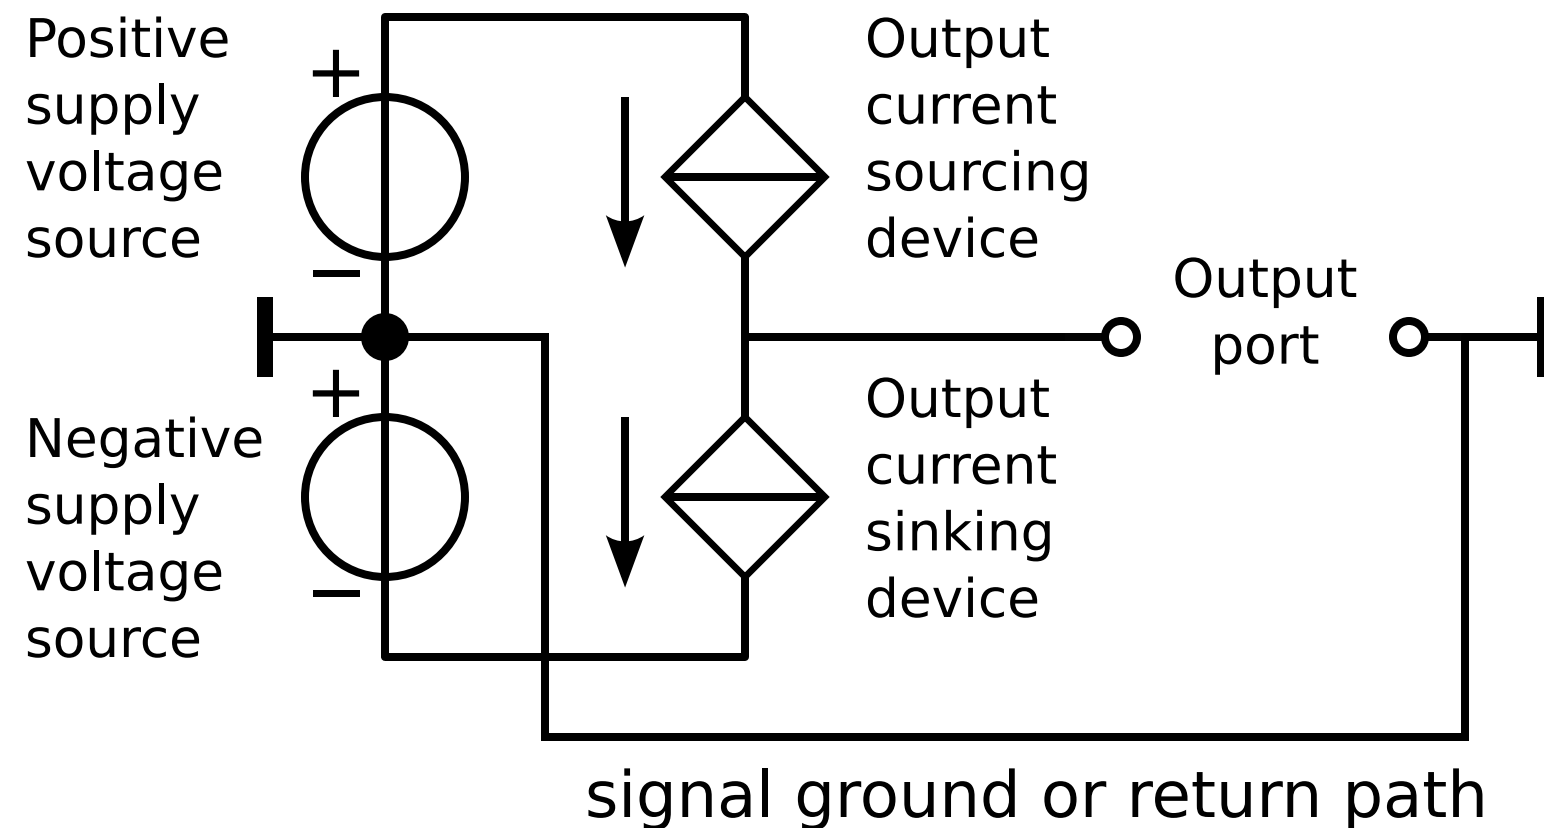 Positive
supply
voltage
source
+
−
Output
current
sourcing
device
Output
port
+
−
Negative
supply
voltage
source
Output
current
sinking
device
signal ground or return path